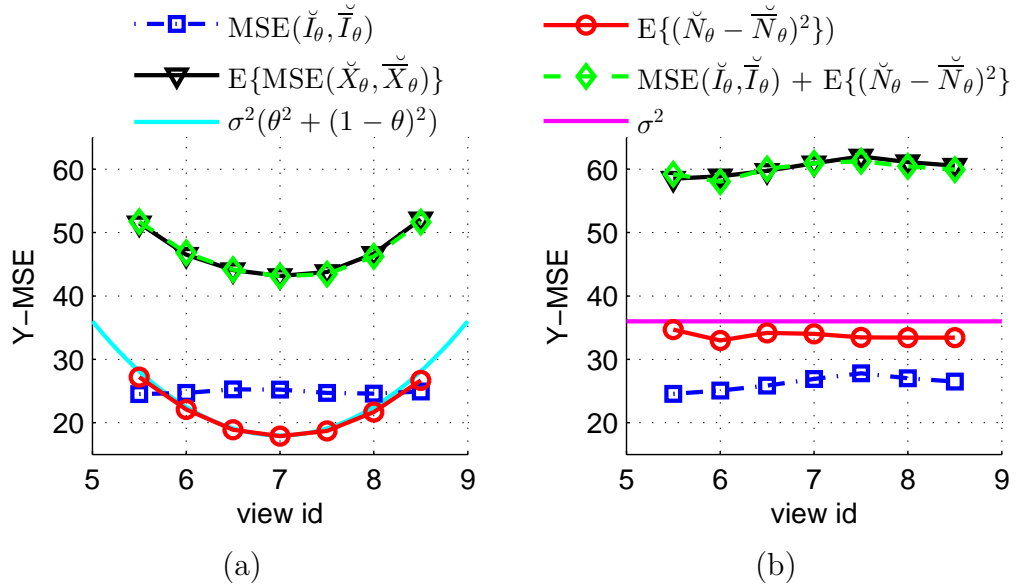 MSE(Ĭ_θ, Ī̆_θ)
E{MSE(X̆_θ, X̄̆_θ)}
σ²(θ² + (1 − θ)²)
E{(N̆_θ − N̄̆_θ)²})
MSE(Ĭ_θ,Ī̆_θ) + E{(N̆_θ − N̄̆_θ)²}
σ²
60
50
40
30
20
Y−MSE
5 6 7 8 9
view id
(a)
60
50
40
30
20
Y−MSE
5 6 7 8 9
view id
(b)